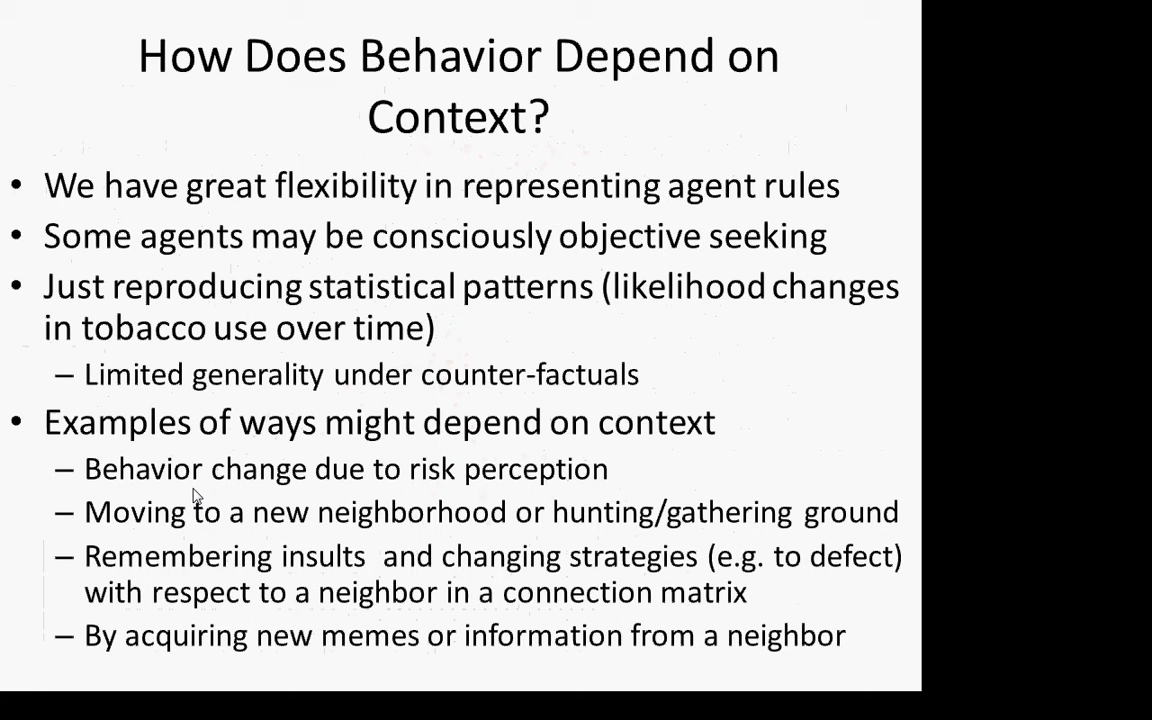 How Does Behavior Depend on
Context?
• We have great flexibility in representing agent rules
• Some agents may be consciously objective seeking
• Just reproducing statistical patterns (likelihood changes
in tobacco use over time)
– Limited generality under counter-factuals
• Examples of ways might depend on context
– Behavior change due to risk perception
– Moving to a new neighborhood or hunting/gathering ground
– Remembering insults and changing strategies (e.g. to defect)
with respect to a neighbor in a connection matrix
– By acquiring new memes or information from a neighbor